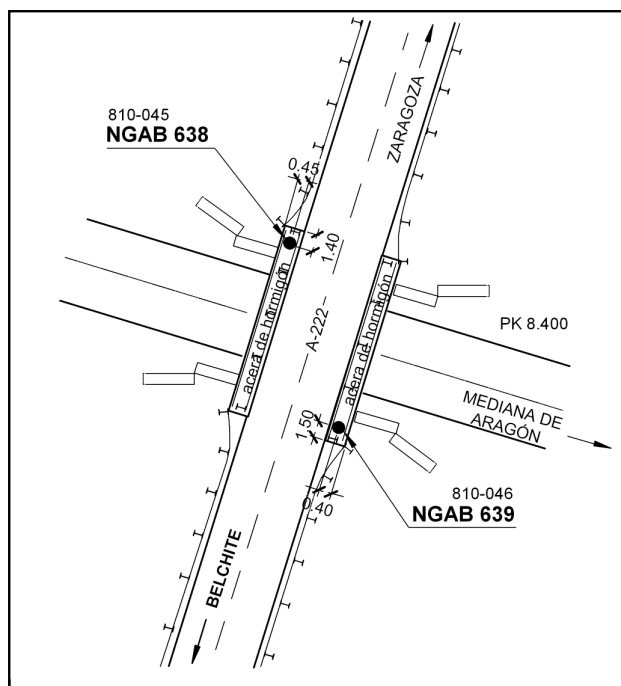 810-045
NGAB 638
0.45
1.40
ZARAGOZA
acera de hormigón
A-222
acera de hormigón
PK 8.400
MEDIANA DE
ARAGÓN
1.50
0.40
810-046
NGAB 639
BELCHITE